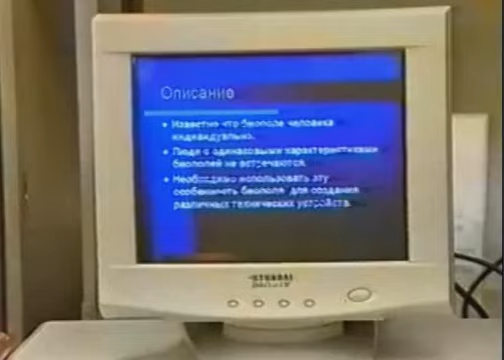 Описание
• Известно что биополе человека
индивидуально.
• Люди с одинаковыми характеристиками
биополей не встречаются.
• Необходимо использовать эту
особенность биополя для создания
различных технических устройств.
HYUNDAI